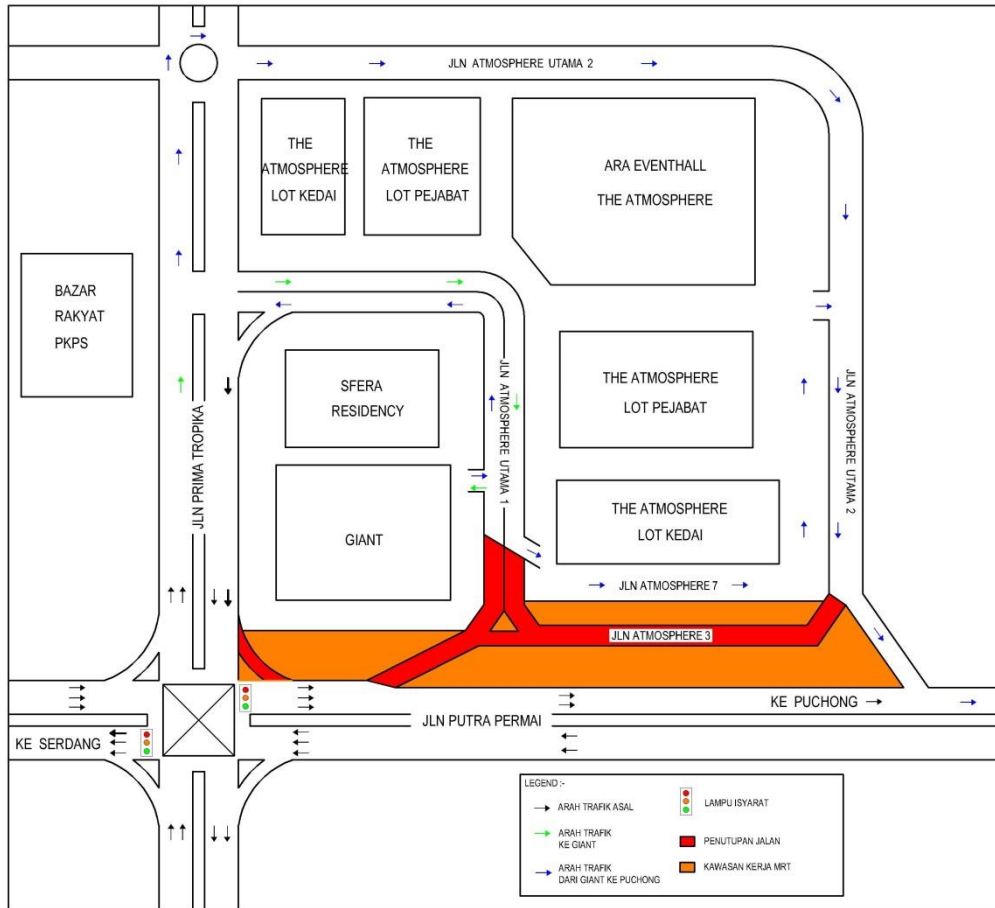 JLN ATMOSPHERE UTAMA 2
THE
ATMOSPHERE
LOT KEDAI
THE
ATMOSPHERE
LOT PEJABAT
ARA EVENTHALL
THE ATMOSPHERE
BAZAR
RAKYAT
PKPS
SFERA
RESIDENCY
JLN ATMOSPHERE UTAMA 1
THE ATMOSPHERE
LOT PEJABAT
JLN ATMOSPHERE UTAMA 2
JLN PRIMA TROPIKA
GIANT
THE ATMOSPHERE
LOT KEDAI
JLN ATMOSPHERE 7
JLN ATMOSPHERE 3
KE PUCHONG
JLN PUTRA PERMAI
KE SERDANG
LEGEND :-
ARAH TRAFIK ASAL
ARAH TRAFIK
KE GIANT
ARAH TRAFIK
DARI GIANT KE PUCHONG
LAMPU ISYARAT
PENUTUPAN JALAN
KAWASAN KERJA MRT